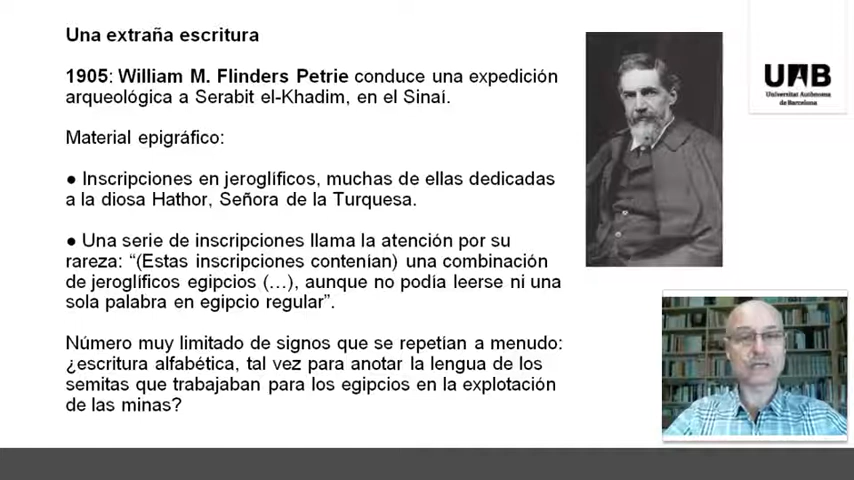 Una extraña escritura
1905: William M. Flinders Petrie conduce una expedición
arqueológica a Serabit el-Khadim, en el Sinaí.
Material epigráfico:
● Inscripciones en jeroglíficos, muchas de ellas dedicadas
a la diosa Hathor, Señora de la Turquesa.
● Una serie de inscripciones llama la atención por su
rareza: “(Estas inscripciones contenían) una combinación
de jeroglíficos egipcios (…), aunque no podía leerse ni una
sola palabra en egipcio regular”.
Número muy limitado de signos que se repetían a menudo:
¿escritura alfabética, tal vez para anotar la lengua de los
semitas que trabajaban para los egipcios en la explotación
de las minas?
UAB
Universitat Autònoma
de Barcelona